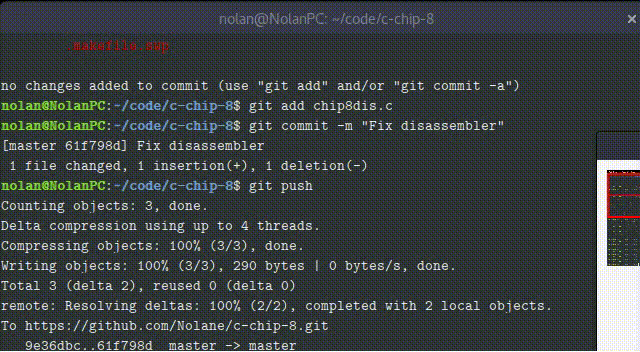 nolan@NolanPC: ~/code/c-chip-8
.makefile.swp
no changes added to commit (use "git add" and/or "git commit -a")
nolan@NolanPC:~/code/c-chip-8$ git add chip8dis.c
nolan@NolanPC:~/code/c-chip-8$ git commit -m "Fix disassembler"
[master 61f798d] Fix disassembler
1 file changed, 1 insertion(+), 1 deletion(-)
nolan@NolanPC:~/code/c-chip-8$ git push
Counting objects: 3, done.
Delta compression using up to 4 threads.
Compressing objects: 100% (3/3), done.
Writing objects: 100% (3/3), 290 bytes | 0 bytes/s, done.
Total 3 (delta 2), reused 0 (delta 0)
remote: Resolving deltas: 100% (2/2), completed with 2 local objects.
To https://github.com/Nolane/c-chip-8.git
9e36dbc..61f798d  master -> master